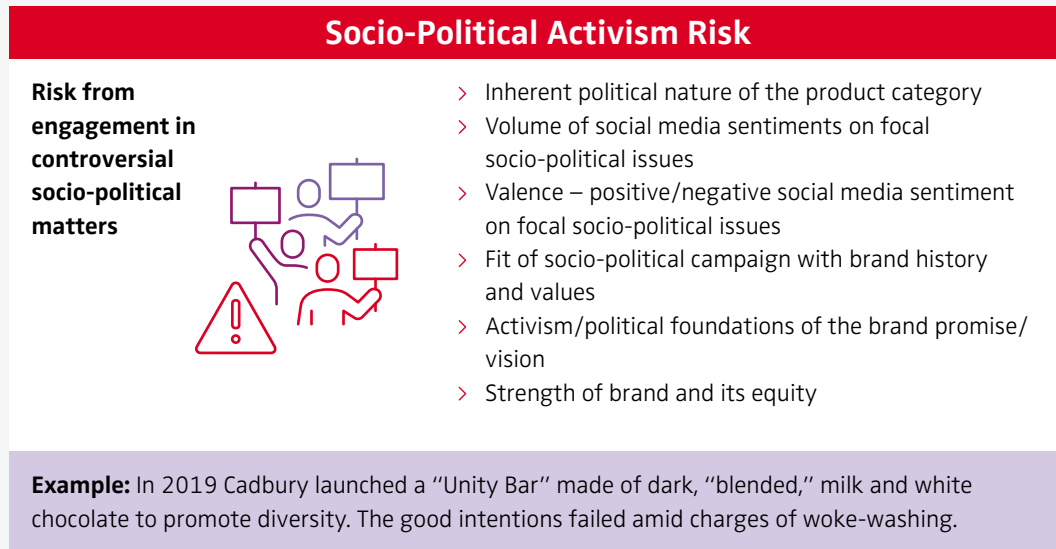 Socio-Political Activism Risk
Risk from
engagement in
controversial
socio-political
matters
> Inherent political nature of the product category
> Volume of social media sentiments on focal
socio-political issues
> Valence – positive/negative social media sentiment
on focal socio-political issues
> Fit of socio-political campaign with brand history
and values
> Activism/political foundations of the brand promise/
vision
> Strength of brand and its equity
Example: In 2019 Cadbury launched a “Unity Bar” made of dark, “blended,” milk and white
chocolate to promote diversity. The good intentions failed amid charges of woke-washing.